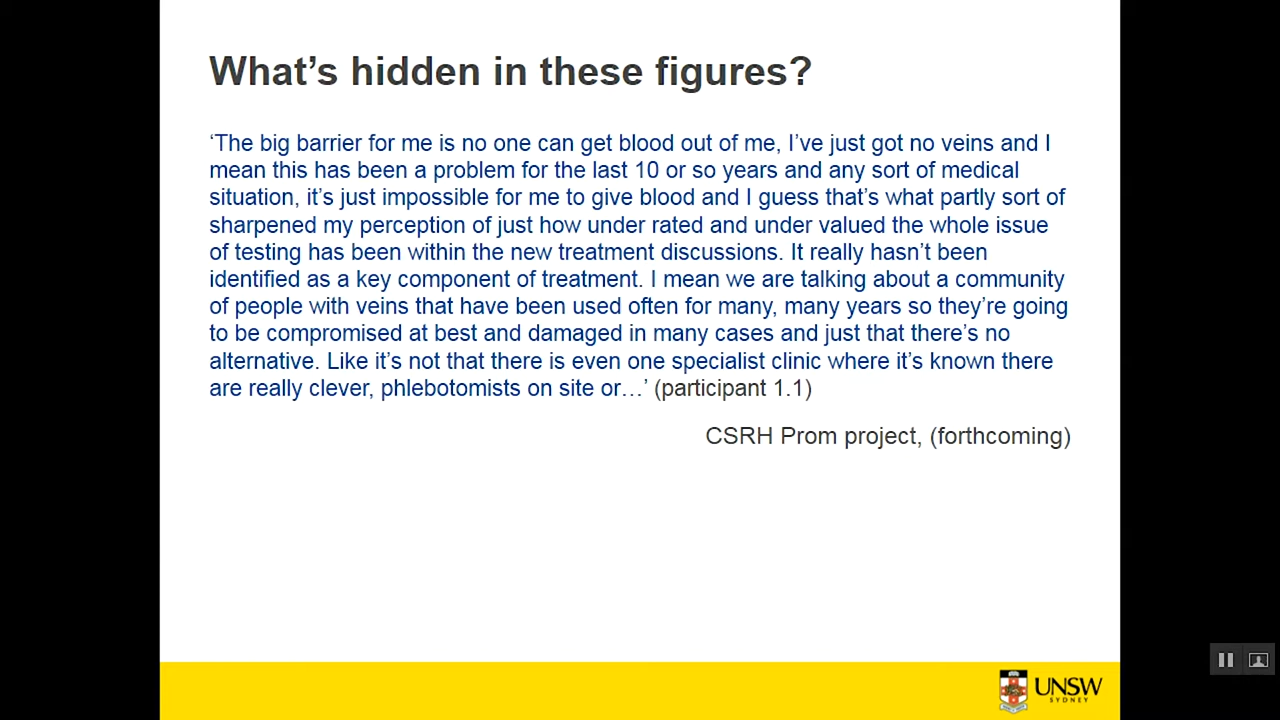 What’s hidden in these figures?
‘The big barrier for me is no one can get blood out of me, I’ve just got no veins and I
mean this has been a problem for the last 10 or so years and any sort of medical
situation, it’s just impossible for me to give blood and I guess that’s what partly sort of
sharpened my perception of just how under rated and under valued the whole issue
of testing has been within the new treatment discussions. It really hasn’t been
identified as a key component of treatment. I mean we are talking about a community
of people with veins that have been used often for many, many years so they’re going
to be compromised at best and damaged in many cases and just that there’s no
alternative. Like it’s not that there is even one specialist clinic where it’s known there
are really clever, phlebotomists on site or…’ (participant 1.1)
CSRH Prom project, (forthcoming)
UNSW
SYDNEY